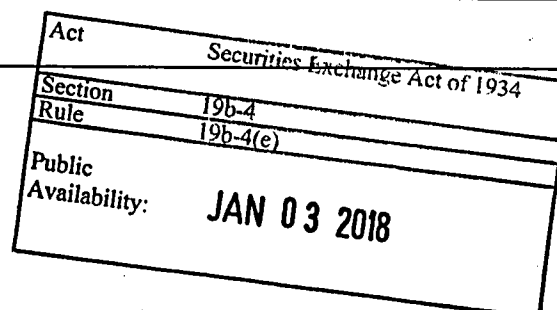 Act Securities Exchange Act of 1934
Section 19b-4
Rule 19b-4(e)
Public
Availability: JAN 03 2018